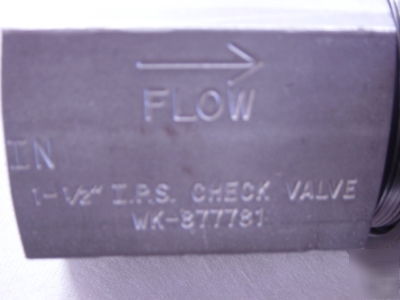 FLOW
IN
1-1/2" I.P.S. CHECK VALVE
WK-877781